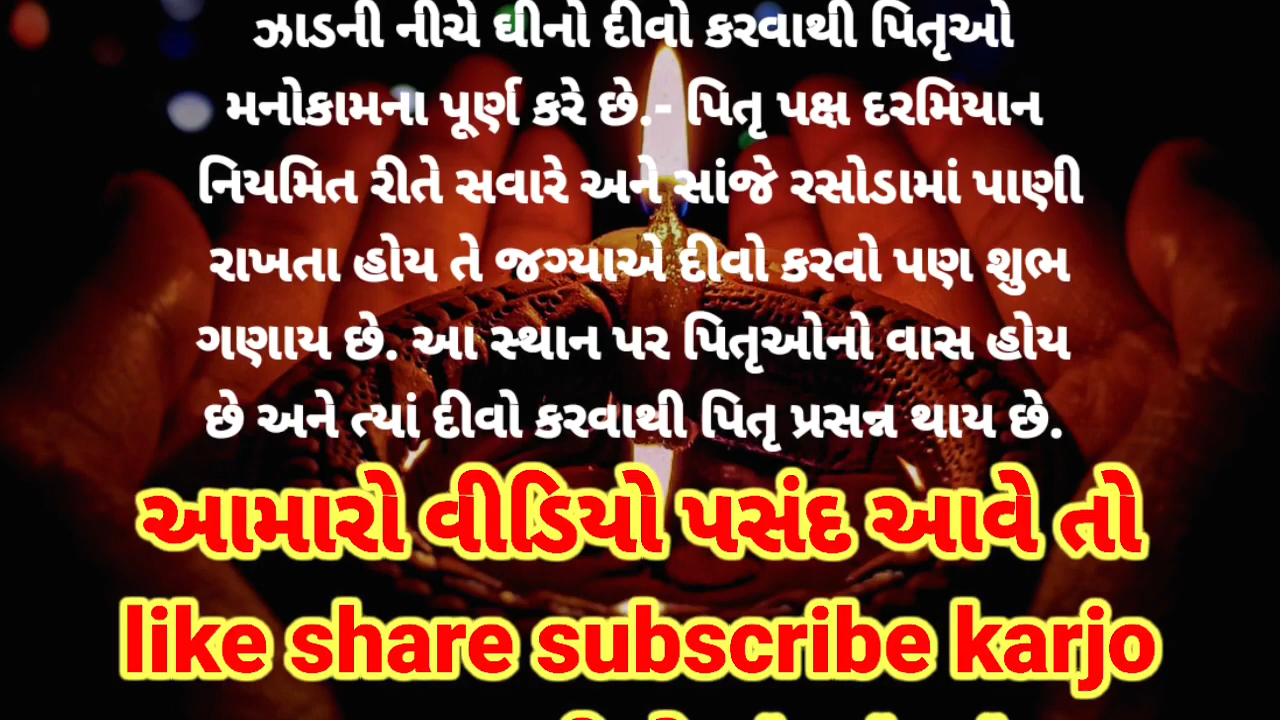 ઝાડની નીચે ઘીનો દીવો કરવાથી પિતૃઓ
મનોકામના પૂર્ણ કરે છે.- પિતૃ પક્ષ દરમિયાન
નિયમિત રીતે સવારે અને સાંજે રસોડામાં પાણી
રાખતા હોય તે જગ્યાએ દીવો કરવો પણ શુભ
ગણાય છે. આ સ્થાન પર પિતૃઓનો વાસ હોય
છે અને ત્યાં દીવો કરવાથી પિતૃ પ્રસન્ન થાય છે.
આમારો વીડિયો પસંદ આવે તો
like share subscribe karjo